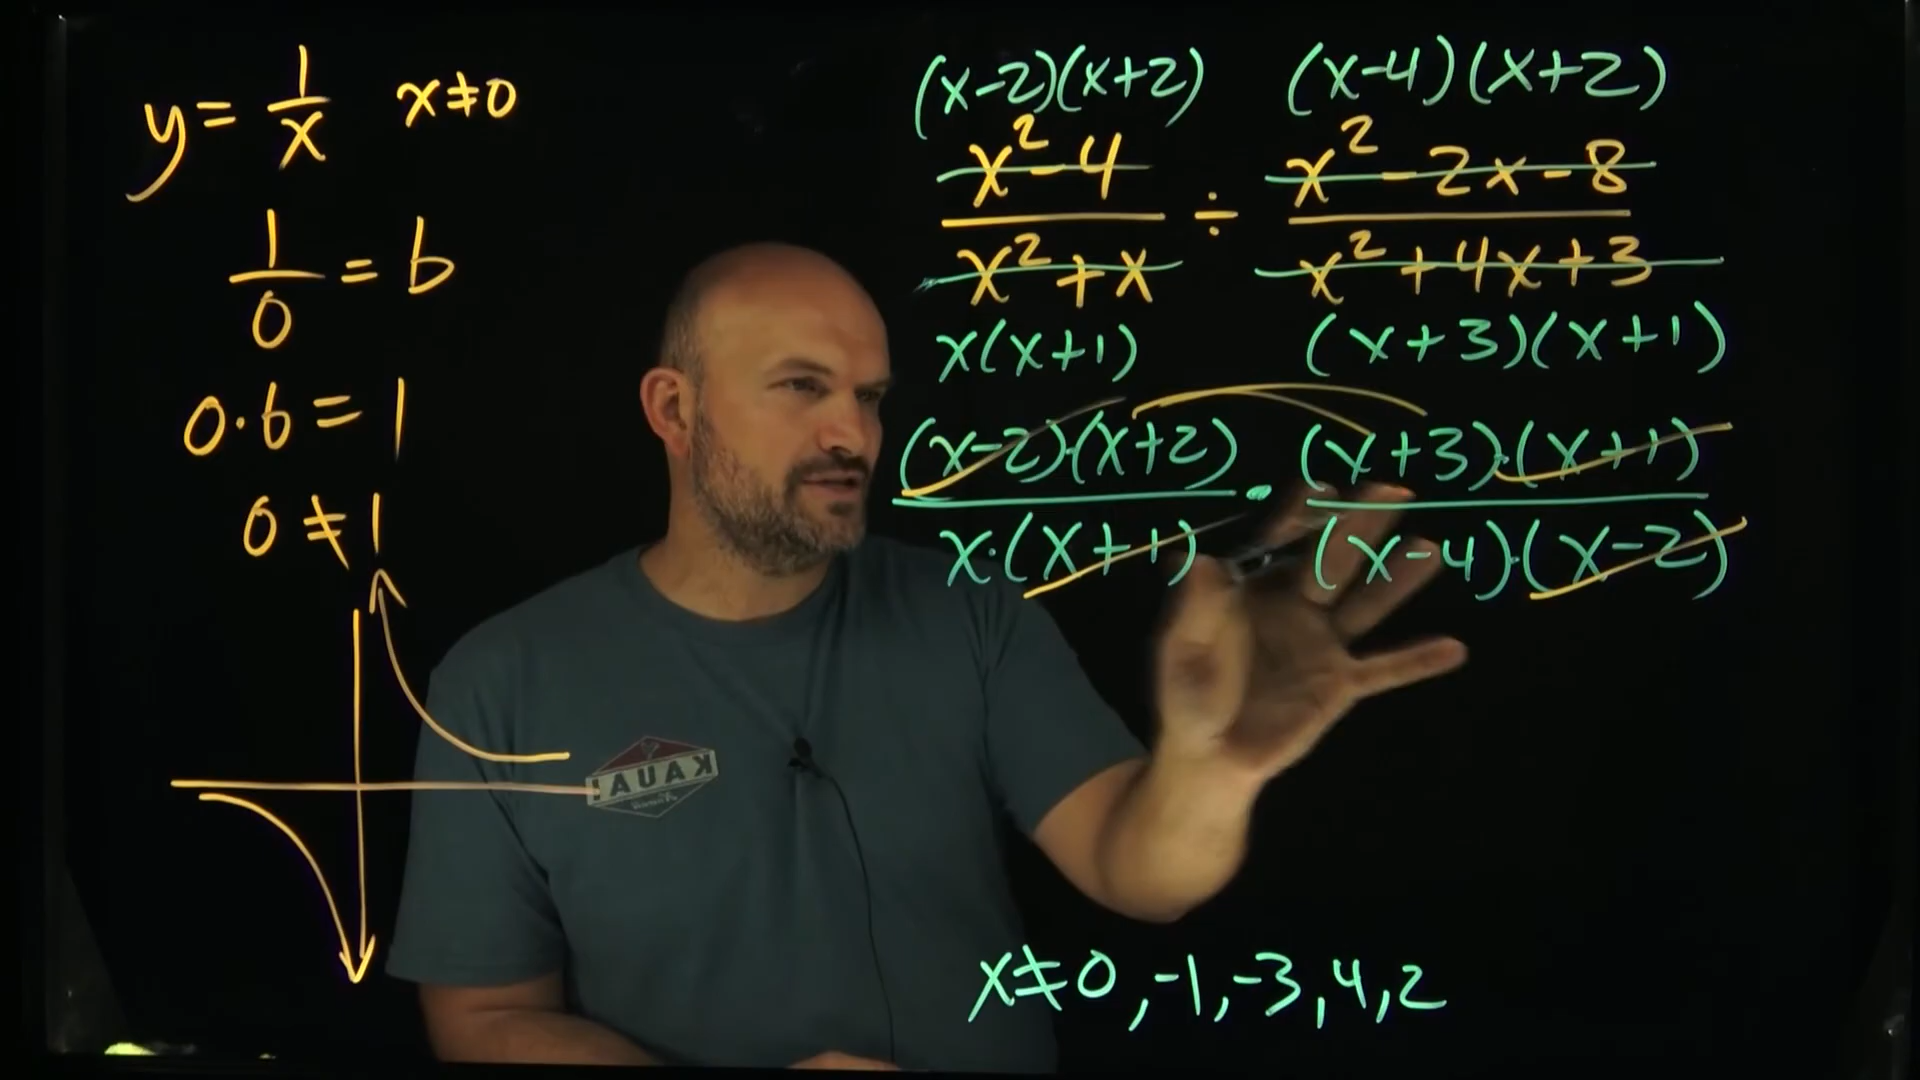 y = 1/x x≠0
1/0 = b
0·b = 1
0 ≠ 1
(x-2)(x+2) (x-4)(x+2)
x²-4 ÷ x²-2x-8
x²+x x²+4x+3
x(x+1) (x+3)(x+1)
(x-2)·(x+2) · (x+3)·(x+1)
x·(x+1) (x-4)·(x-2)
KAUAI
x≠0,-1,-3,4,2